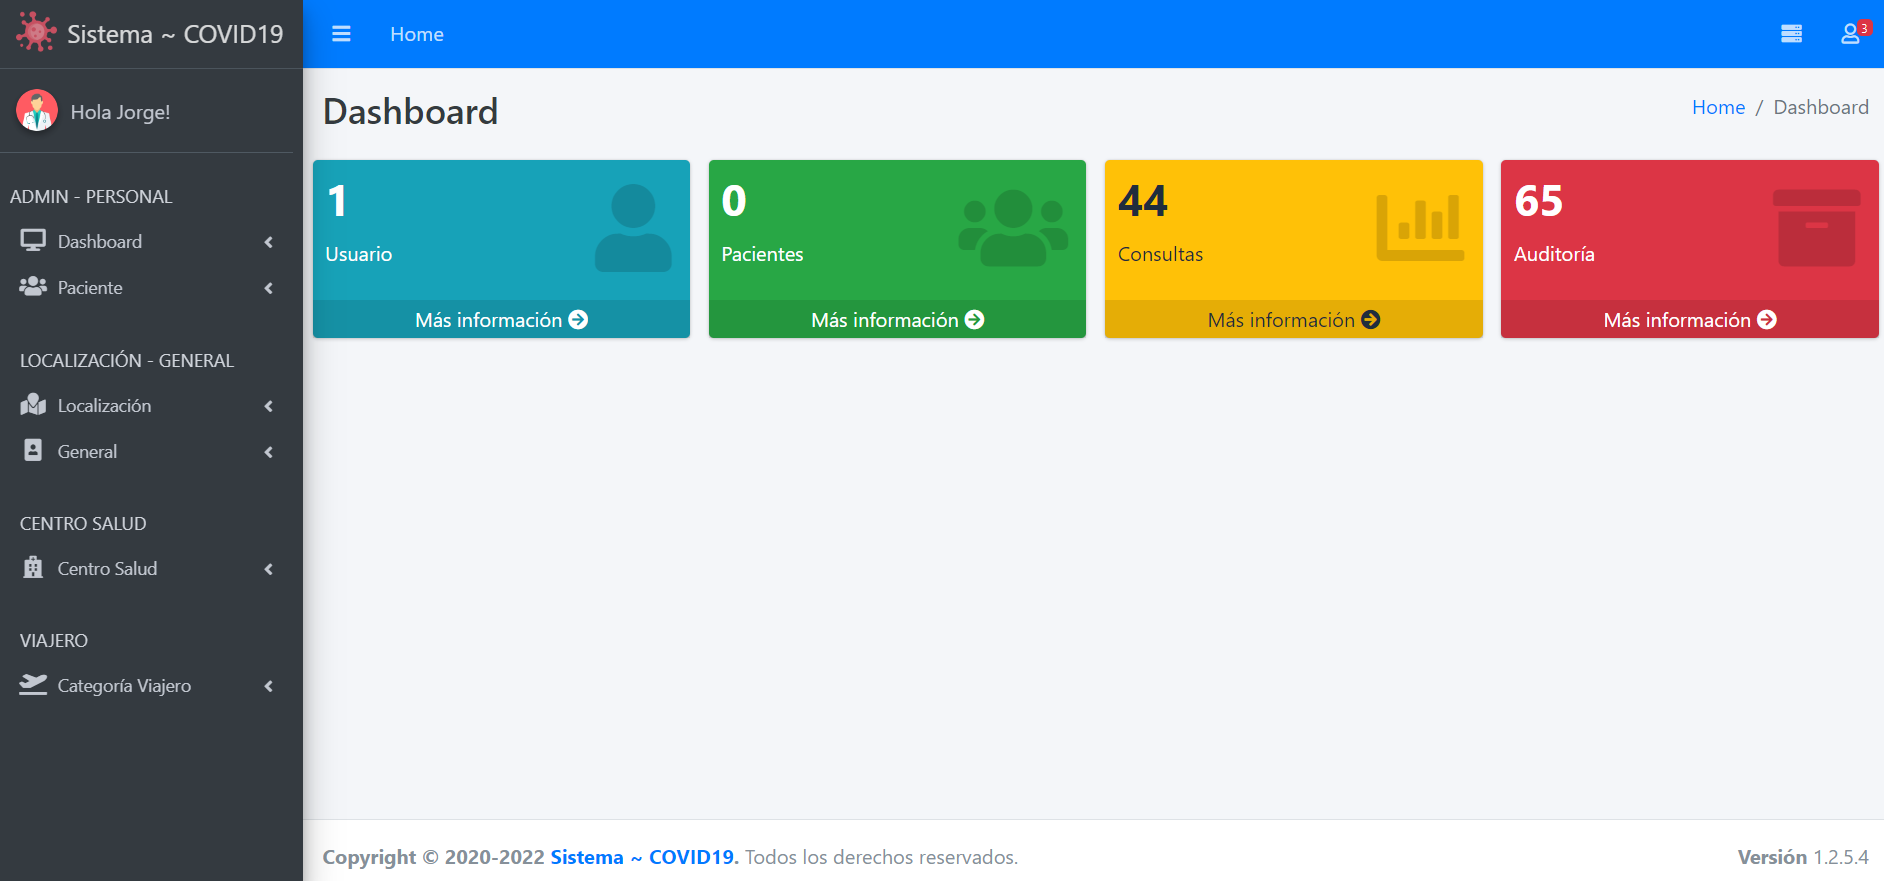 Sistema ~ COVID19
Home
3
Hola Jorge!
Dashboard
Home / Dashboard
ADMIN - PERSONAL
Dashboard
Paciente
LOCALIZACIÓN - GENERAL
Localización
General
CENTRO SALUD
Centro Salud
VIAJERO
Categoría Viajero
1
Usuario
Más información
0
Pacientes
Más información
44
Consultas
Más información
65
Auditoría
Más información
Copyright © 2020-2022 Sistema ~ COVID19. Todos los derechos reservados.
Versión 1.2.5.4